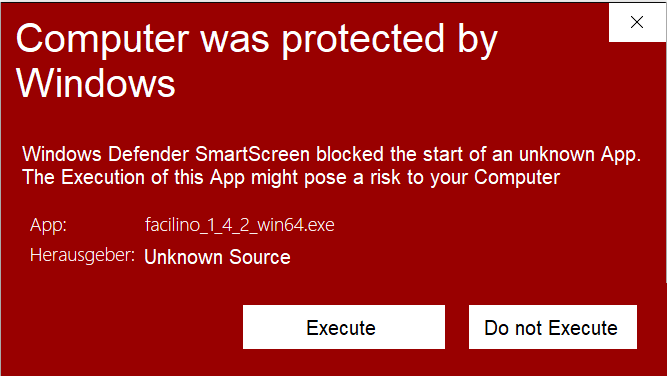 Computer was protected by
Windows
Windows Defender SmartScreen blocked the start of an unknown App.
The Execution of this App might pose a risk to your Computer
App: facilino_1_4_2_win64.exe
Herausgeber: Unknown Source
Execute Do not Execute